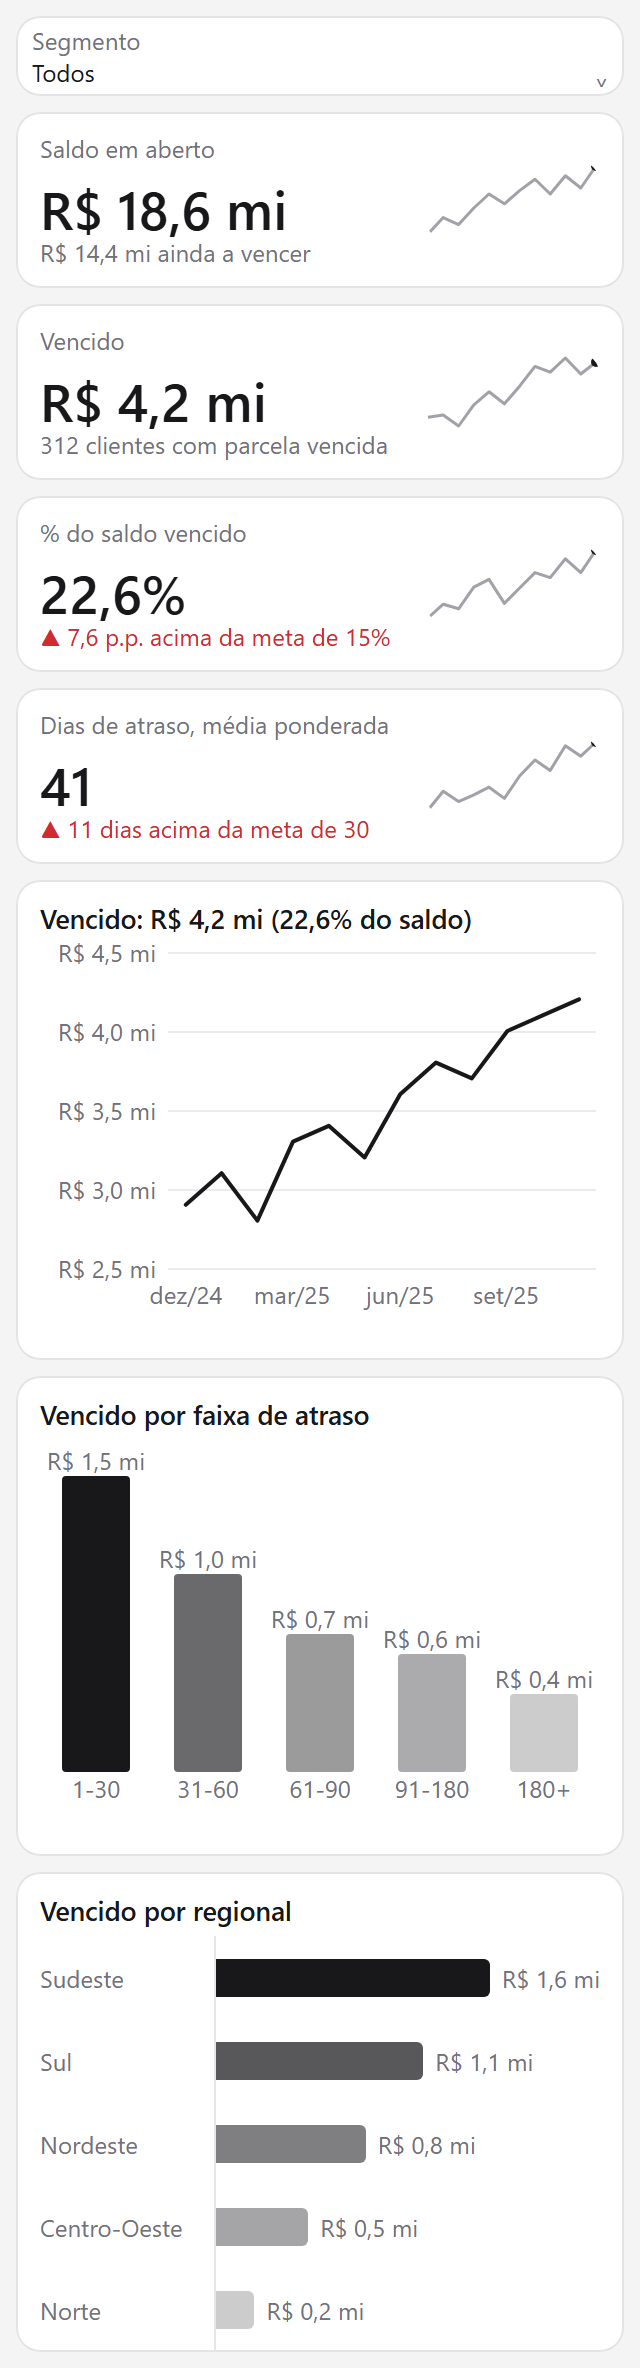 Segmento
Todos
Saldo em aberto
R$ 18,6 mi
R$ 14,4 mi ainda a vencer
Vencido
R$ 4,2 mi
312 clientes com parcela vencida
% do saldo vencido
22,6%
▲ 7,6 p.p. acima da meta de 15%
Dias de atraso, média ponderada
41
▲ 11 dias acima da meta de 30
Vencido: R$ 4,2 mi (22,6% do saldo)
R$ 4,5 mi
R$ 4,0 mi
R$ 3,5 mi
R$ 3,0 mi
R$ 2,5 mi
dez/24 mar/25 jun/25 set/25
Vencido por faixa de atraso
R$ 1,5 mi
R$ 1,0 mi
R$ 0,7 mi
R$ 0,6 mi
R$ 0,4 mi
1-30 31-60 61-90 91-180 180+
Vencido por regional
Sudeste R$ 1,6 mi
Sul R$ 1,1 mi
Nordeste R$ 0,8 mi
Centro-Oeste R$ 0,5 mi
Norte R$ 0,2 mi